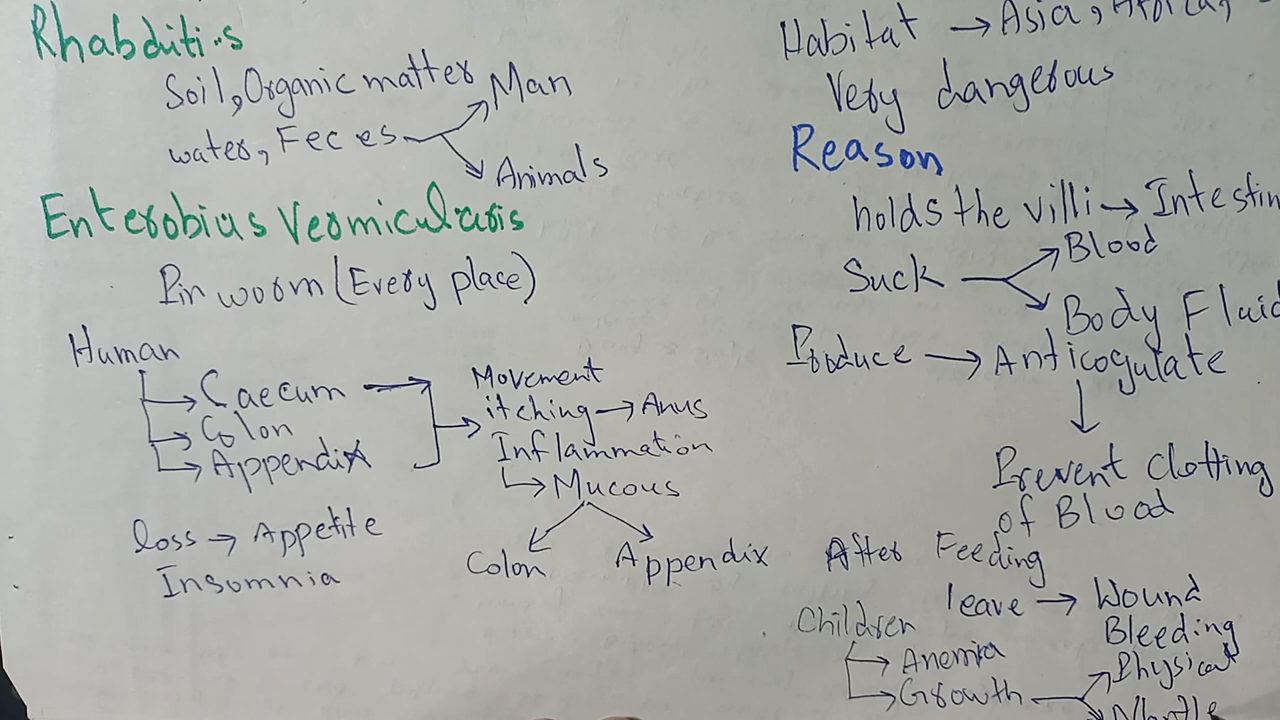 Rhabditis
Soil, Organic matter
water, Feces → Man
→ Animals
Enterobius Vermicularis
Pin worm (Every place)
Human
→ Caecum
→ Colon
→ Appendix
Movement
itching → Anus
Inflammation
→ Mucous
Colon Appendix
loss → Appetite
Insomnia
Habitat → Asia,
Very dangerous
Reason
holds the villi → Intestin
Suck → Blood
→ Body Fluid
Produce → Anticogulate
↓
Prevent Clotting
of Blood
After Feeding
leave → Wound
Bleeding
Children
→ Anemia
→ Growth → Physical